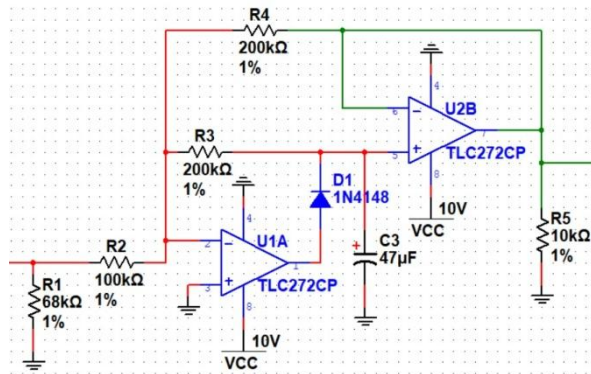 R4
200kΩ
1%
4
U2B
6
7
5
TLC272CP
8
10V
VCC
R3
200kΩ
1%
D1
1N4148
4
U1A
2
1
3
TLC272CP
8
10V
VCC
R2
100kΩ
1%
R1
68kΩ
1%
+
C3
47µF
R5
10kΩ
1%